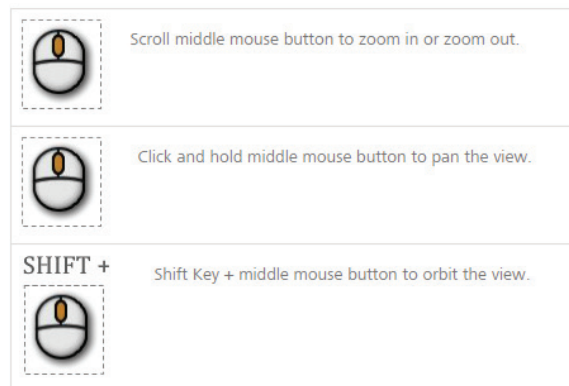 Scroll middle mouse button to zoom in or zoom out.
Click and hold middle mouse button to pan the view.
SHIFT +
Shift Key + middle mouse button to orbit the view.